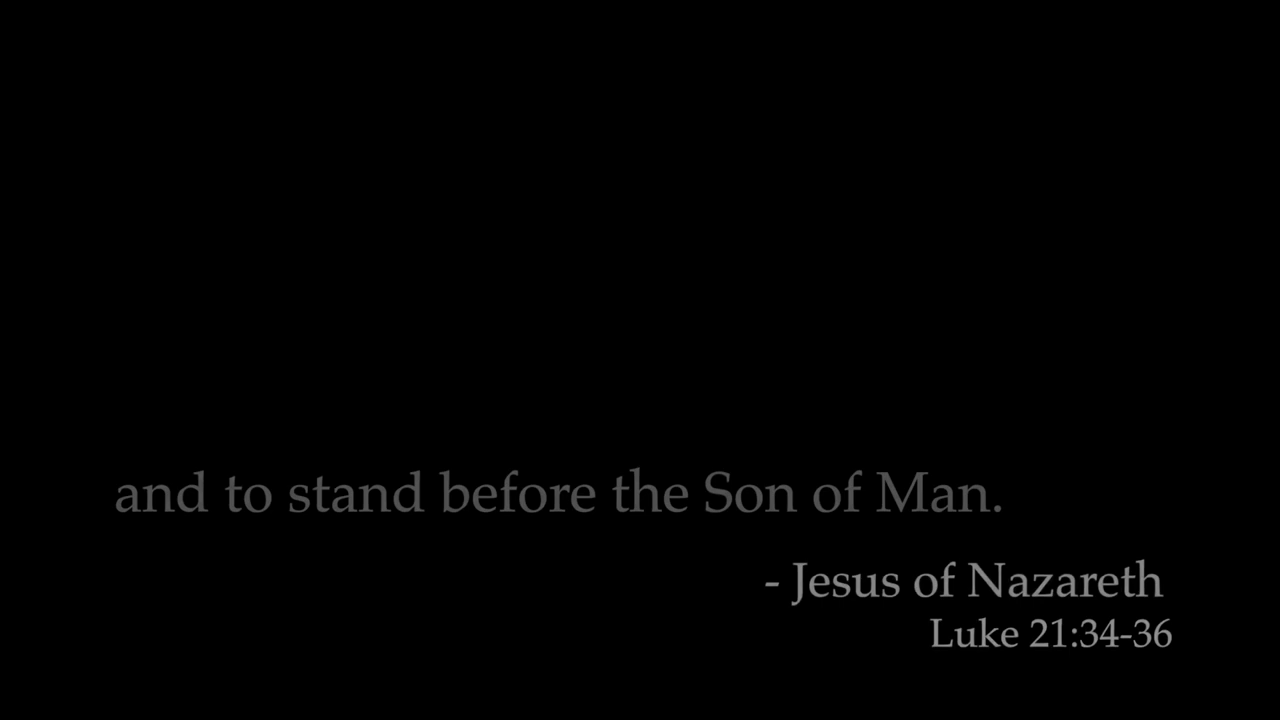 and to stand before the Son of Man.
- Jesus of Nazareth
Luke 21:34-36